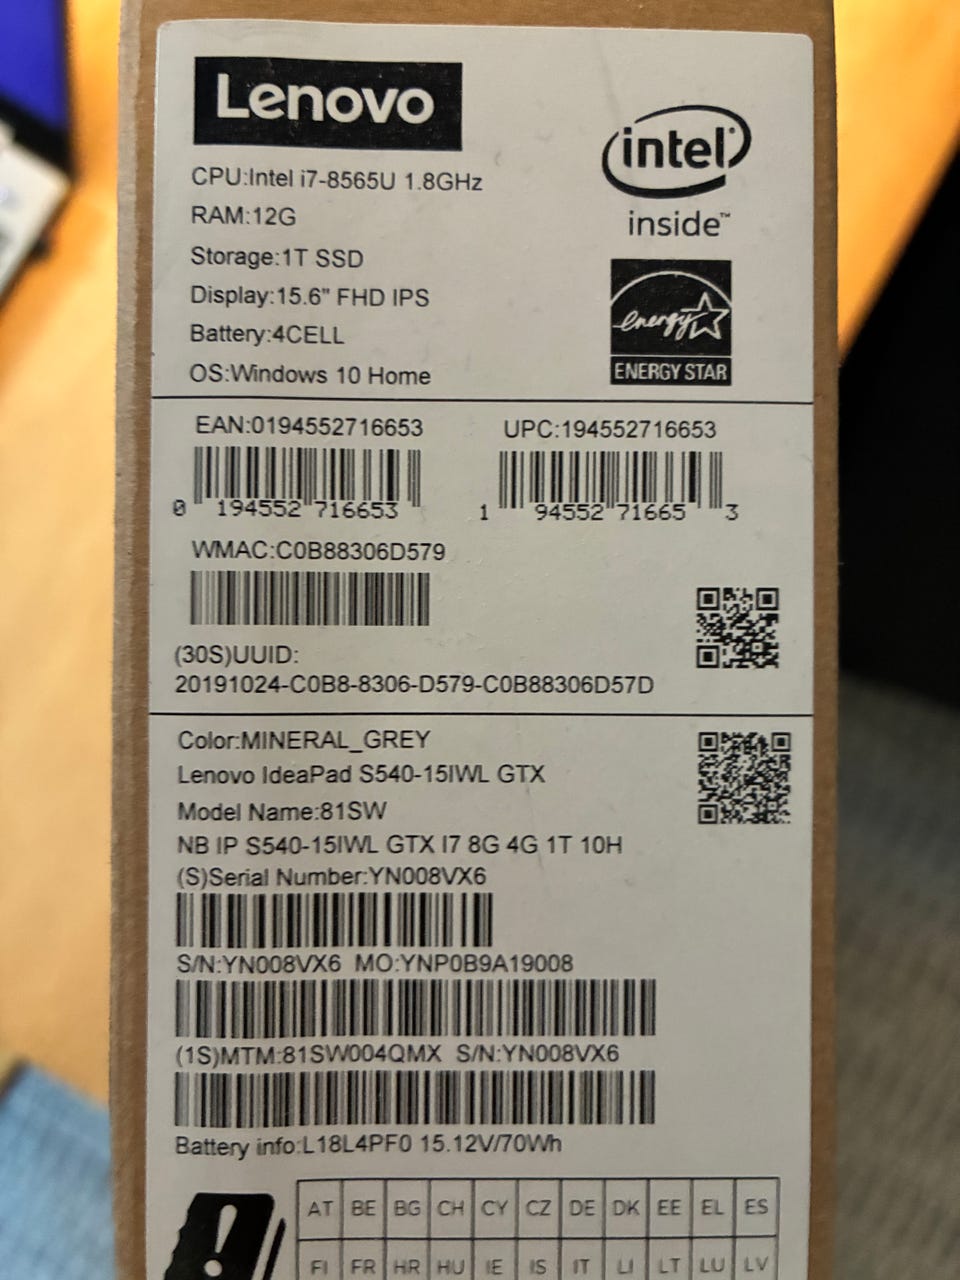 Lenovo
CPU:Intel i7-8565U 1.8GHz
RAM:12G
Storage:1T SSD
Display:15.6" FHD IPS
Battery:4CELL
OS:Windows 10 Home
intel®
inside™
energy
ENERGY STAR
EAN:0194552716653
0 194552 716653
UPC:194552716653
1 94552 71665 3
WMAC:C0B88306D579
(30S)UUID:
20191024-C0B8-8306-D579-C0B88306D57D
Color:MINERAL_GREY
Lenovo IdeaPad S540-15IWL GTX
Model Name:81SW
NB IP S540-15IWL GTX I7 8G 4G 1T 10H
(S)Serial Number:YN008VX6
S/N:YN008VX6 MO:YNP0B9A19008
(1S)MTM:81SW004QMX S/N:YN008VX6
Battery info:L18L4PF0 15.12V/70Wh
AT BE BG CH CY CZ DE DK EE EL ES
FI FR HR HU IE IS IT LI LT LU LV